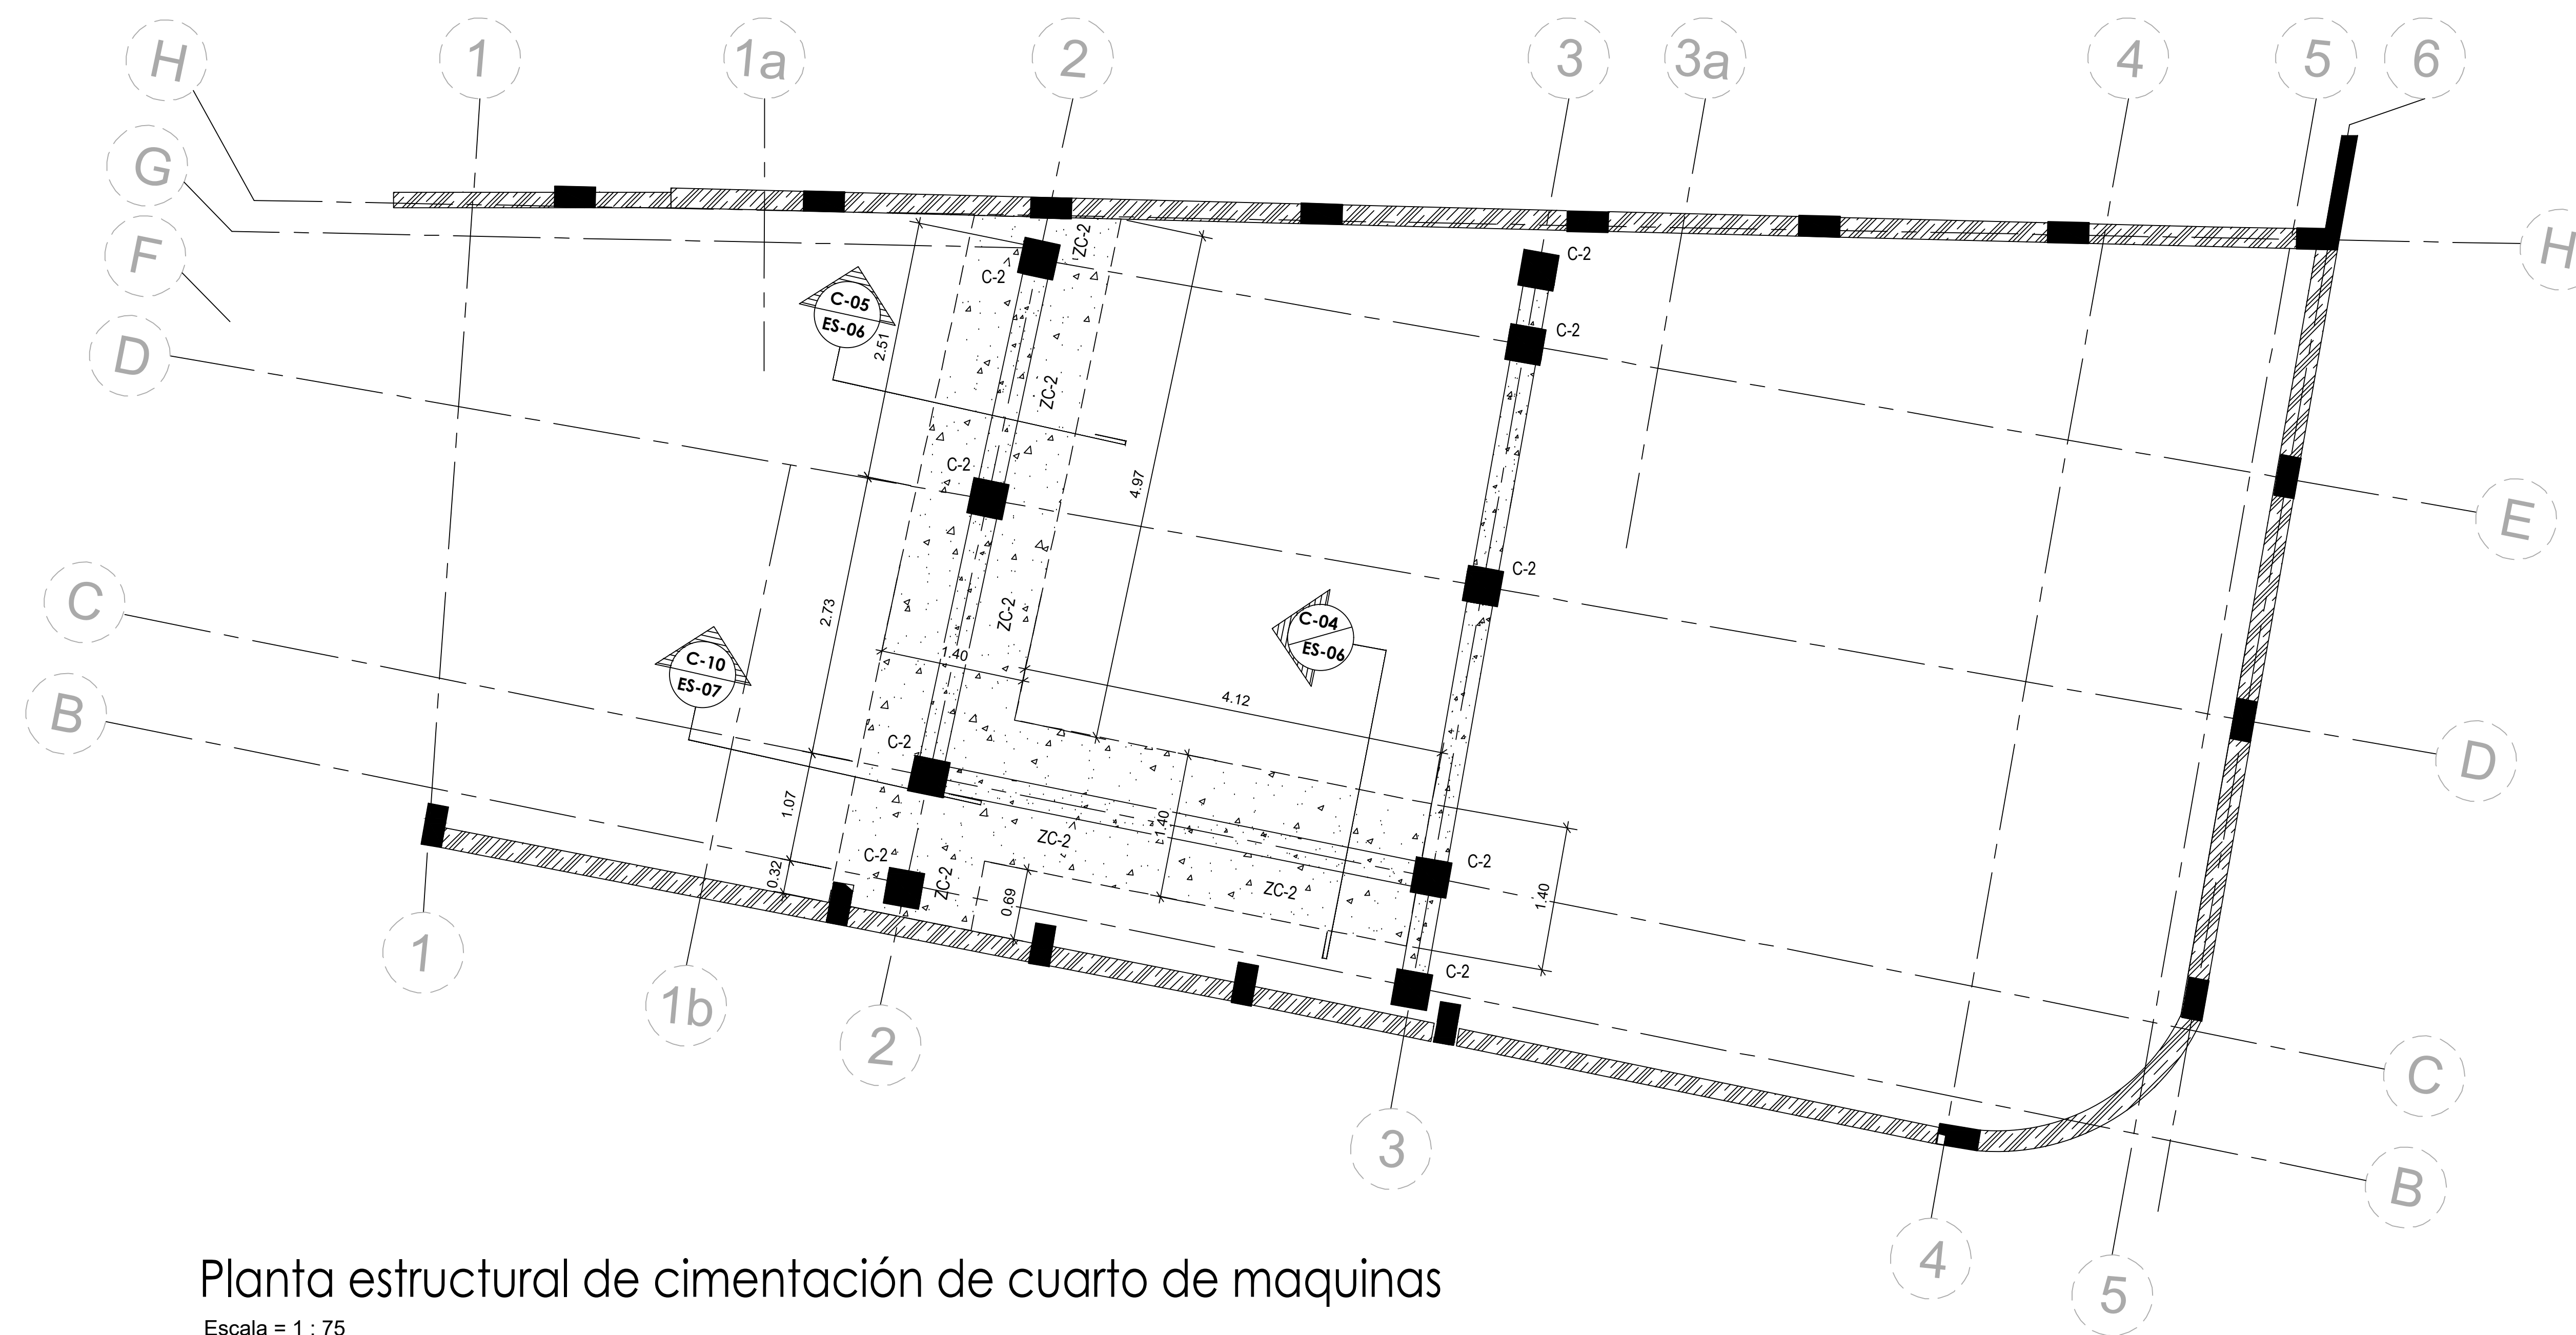 H
1
1a
2
3
3a
4
5
6
G
F
D
C
B
H
E
D
C
B
1
1b
2
3
4
5
C-2
ZC-2
C-2
C-2
C-05
ES-06
2.51
ZC-2
4.97
C-2
C-2
2.73
ZC-2
1.40
C-04
ES-06
C-10
ES-07
4.12
C-2
1.07
1.40
ZC-2
C-2
C-2
0.32
ZC-2
0.69
ZC-2
1.40
C-2
Planta estructural de cimentación de cuarto de maquinas
Escala = 1 : 75